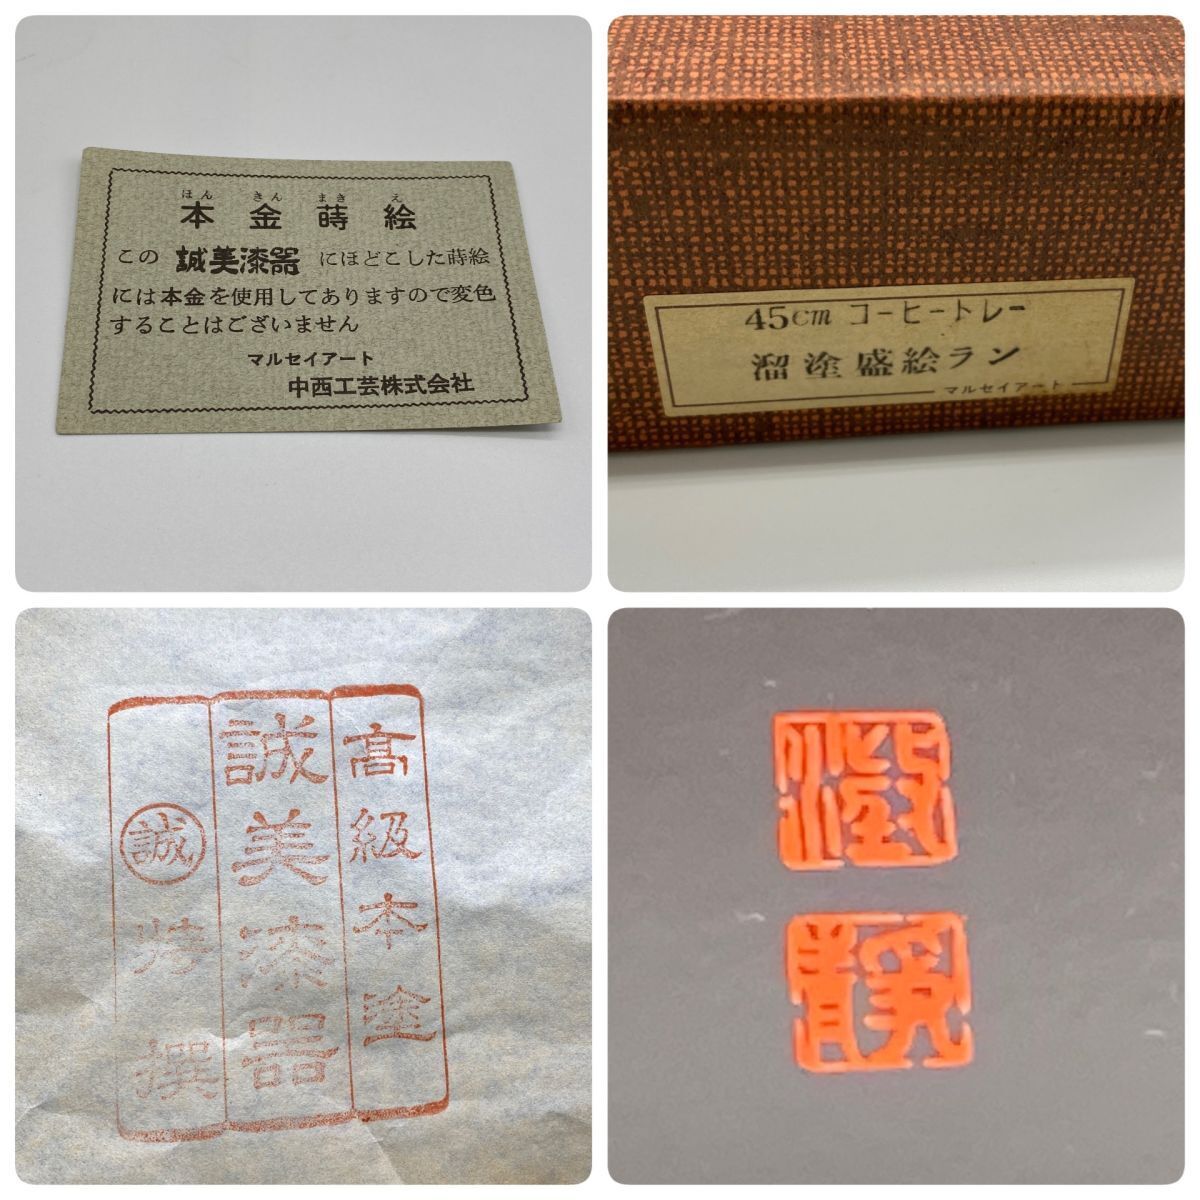 ほん きん まき え
本金蒔絵
この 誠美漆器 にほどこした蒔絵
には本金を使用してありますので変色
することはございません
マルセイアート
中西工芸株式会社
45cm コーヒートレー
溜塗盛絵ラン
マルセイアート
高級本塗
誠美漆器
誠 特撰
澂
静